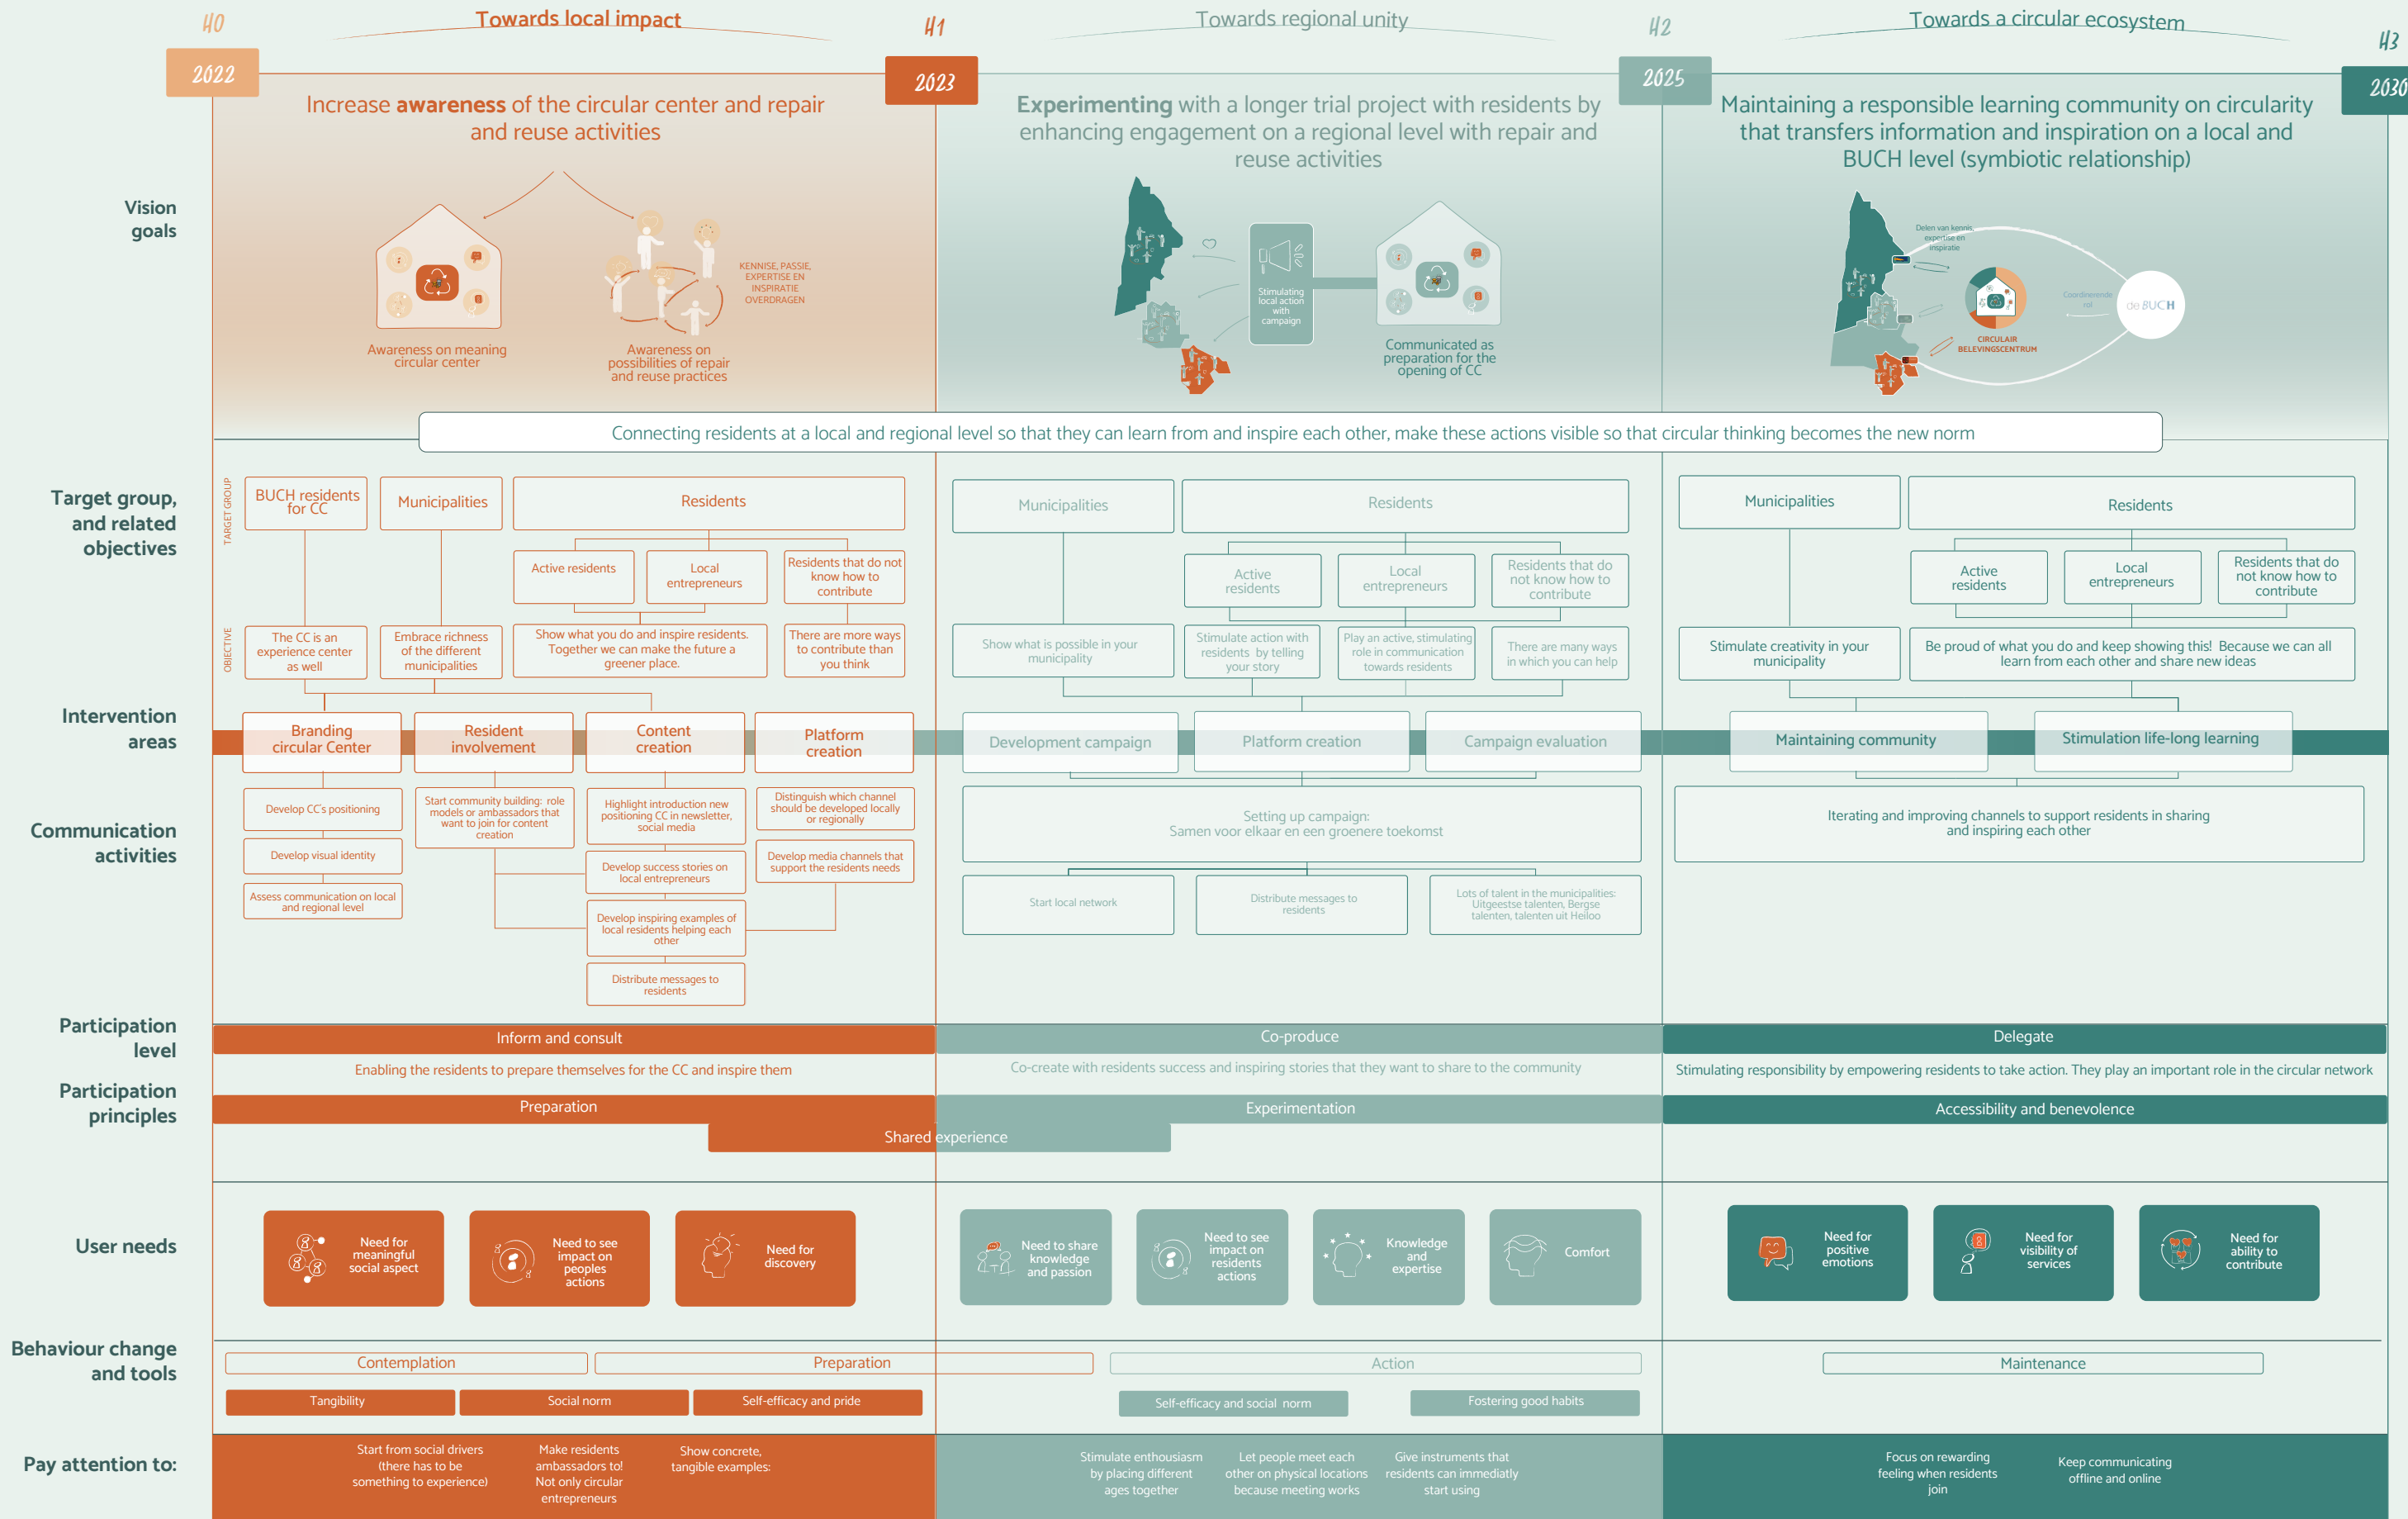 H0
Towards local impact
H1
Towards regional unity
H2
Towards a circular ecosystem
H3
2022
2023
2025
2030
Increase awareness of the circular center and repair
and reuse activities
Experimenting with a longer trial project with residents by
enhancing engagement on a regional level with repair and
reuse activities
Maintaining a responsible learning community on circularity
that transfers information and inspiration on a local and
BUCH level (symbiotic relationship)
Vision
goals
KENNISE, PASSIE,
EXPERTISE EN
INSPIRATIE
OVERDRAGEN
Awareness on meaning
circular center
Awareness on
possibilities of repair
and reuse practices
Stimulating
local action
with
campaign
Communicated as
preparation for the
opening of CC
Delen van kennis,
expertise en
inspiratie
Coordinerende
rol
de BUCH
CIRCULAIR
BELEVINGSCENTRUM
Connecting residents at a local and regional level so that they can learn from and inspire each other, make these actions visible so that circular thinking becomes the new norm
Target group,
and related
objectives
TARGET GROUP
BUCH residents
for CC
Municipalities
Residents
Active residents
Local
entrepreneurs
Residents that do not
know how to
contribute
OBJECTIVE
The CC is an
experience center
as well
Embrace richness
of the different
municipalities
Show what you do and inspire residents.
Together we can make the future a
greener place.
There are more ways
to contribute than
you think
Municipalities
Residents
Active
residents
Local
entrepreneurs
Residents that do
not know how to
contribute
Show what is possible in your
municipality
Stimulate action with
residents by telling
your story
Play an active, stimulating
role in communication
towards residents
There are many ways
in which you can help
Municipalities
Residents
Active
residents
Local
entrepreneurs
Residents that do
not know how to
contribute
Stimulate creativity in your
municipality
Be proud of what you do and keep showing this! Because we can all
learn from each other and share new ideas
Intervention
areas
Branding
circular Center
Resident
involvement
Content
creation
Platform
creation
Development campaign
Platform creation
Campaign evaluation
Maintaining community
Stimulation life-long learning
Communication
activities
Develop CC's positioning
Develop visual identity
Assess communication on local
and regional level
Start community building: role
models or ambassadors that
want to join for content
creation
Highlight introduction new
positioning CC in newsletter,
social media
Develop success stories on
local entrepreneurs
Develop inspiring examples of
local residents helping each
other
Distribute messages to
residents
Distinguish which channel
should be developed locally
or regionally
Develop media channels that
support the residents needs
Setting up campaign:
Samen voor elkaar en een groenere toekomst
Start local network
Distribute messages to
residents
Lots of talent in the municipalities:
Uitgeestse talenten, Bergse
talenten, talenten uit Heiloo
Iterating and improving channels to support residents in sharing
and inspiring each other
Participation
level
Inform and consult
Co-produce
Delegate
Enabling the residents to prepare themselves for the CC and inspire them
Co-create with residents success and inspiring stories that they want to share to the community
Stimulating responsibility by empowering residents to take action. They play an important role in the circular network
Participation
principles
Preparation
Experimentation
Accessibility and benevolence
Shared experience
User needs
Need for
meaningful
social aspect
Need to see
impact on
peoples
actions
Need for
discovery
Need to share
knowledge
and passion
Need to see
impact on
residents
actions
Knowledge
and
expertise
Comfort
Need for
positive
emotions
Need for
visibility of
services
Need for
ability to
contribute
Behaviour change
and tools
Contemplation
Preparation
Action
Maintenance
Tangibility
Social norm
Self-efficacy and pride
Self-efficacy and social norm
Fostering good habits
Pay attention to:
Start from social drivers
(there has to be
something to experience)
Make residents
ambassadors to!
Not only circular
entrepreneurs
Show concrete,
tangible examples:
Stimulate enthousiasm
by placing different
ages together
Let people meet each
other on physical locations
because meeting works
Give instruments that
residents can immediatly
start using
Focus on rewarding
feeling when residents
join
Keep communicating
offline and online